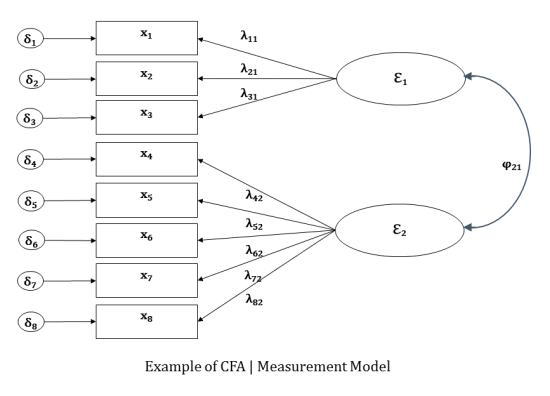 δ1
x1
λ11
δ2
x2
λ21
ε1
δ3
x3
λ31
δ4
x4
φ21
δ5
x5
λ42
λ52
ε2
δ6
x6
λ62
δ7
x7
λ72
λ82
δ8
x8
Example of CFA | Measurement Model